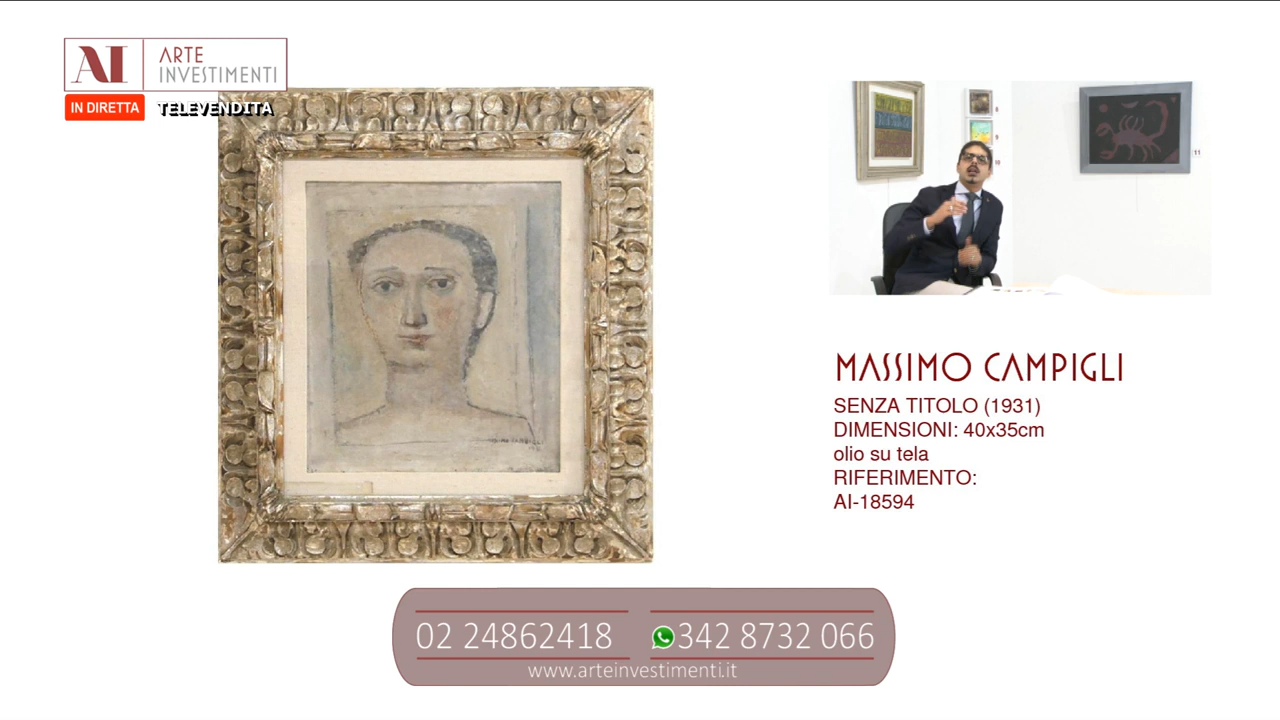 AI ARTE
INVESTIMENTI
IN DIRETTA TELEVENDITA
11
MASSIMO CAMPIGLI
SENZA TITOLO (1931)
DIMENSIONI: 40x35cm
olio su tela
RIFERIMENTO:
AI-18594
02 24862418 342 8732 066
www.arteinvestimenti.it